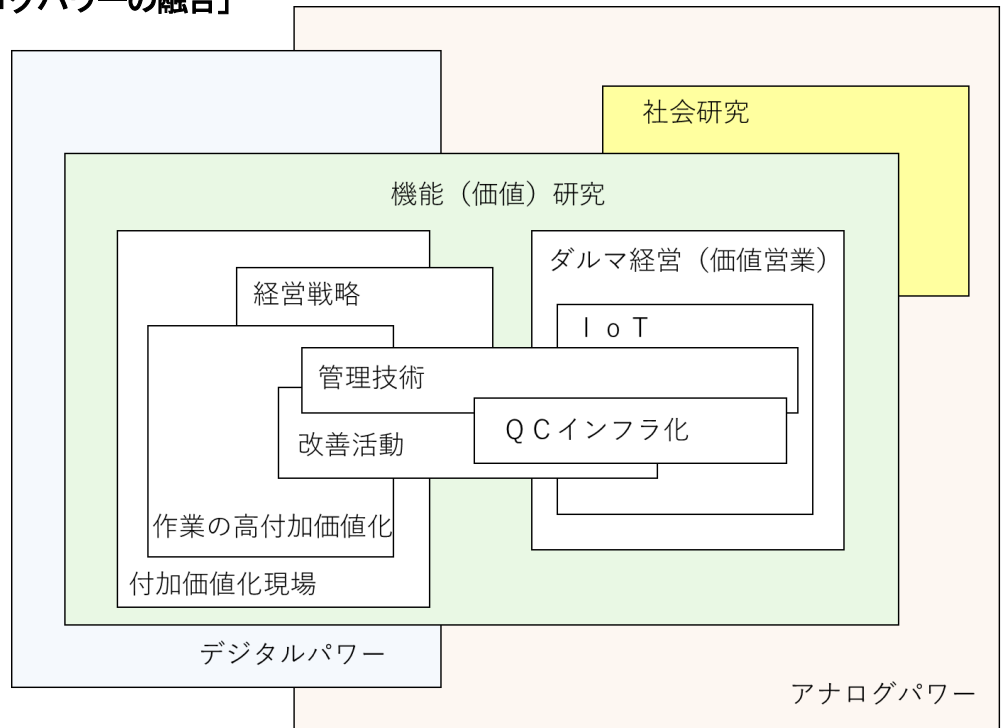 グパワーの融合」
社会研究
機能（価値）研究
ダルマ経営（価値営業）
経営戦略
ＩｏＴ
管理技術
ＱＣインフラ化
改善活動
作業の高付加価値化
付加価値化現場
デジタルパワー
アナログパワー